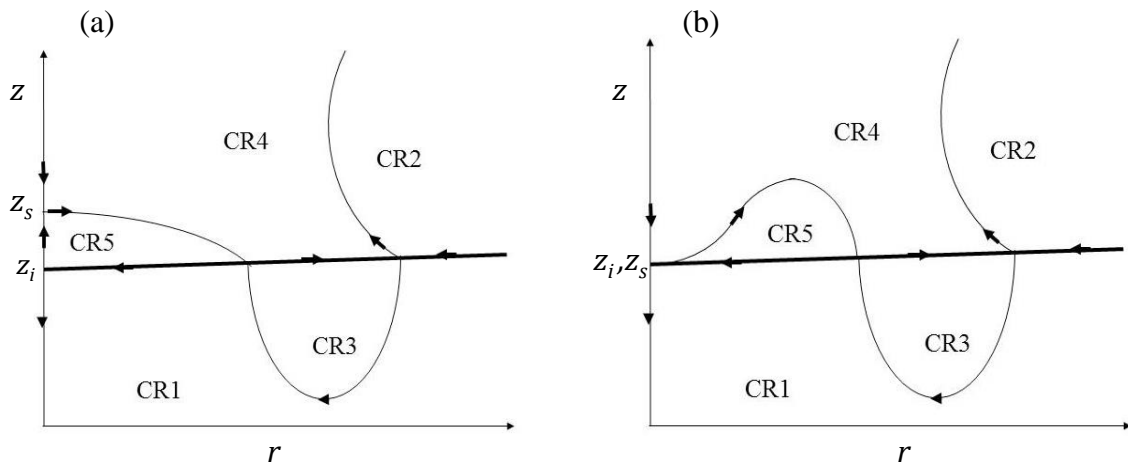 (a)
z
CR4
CR2
z_s
CR5
z_i
CR3
CR1
r
(b)
z
CR4
CR2
CR5
z_i,z_s
CR3
CR1
r